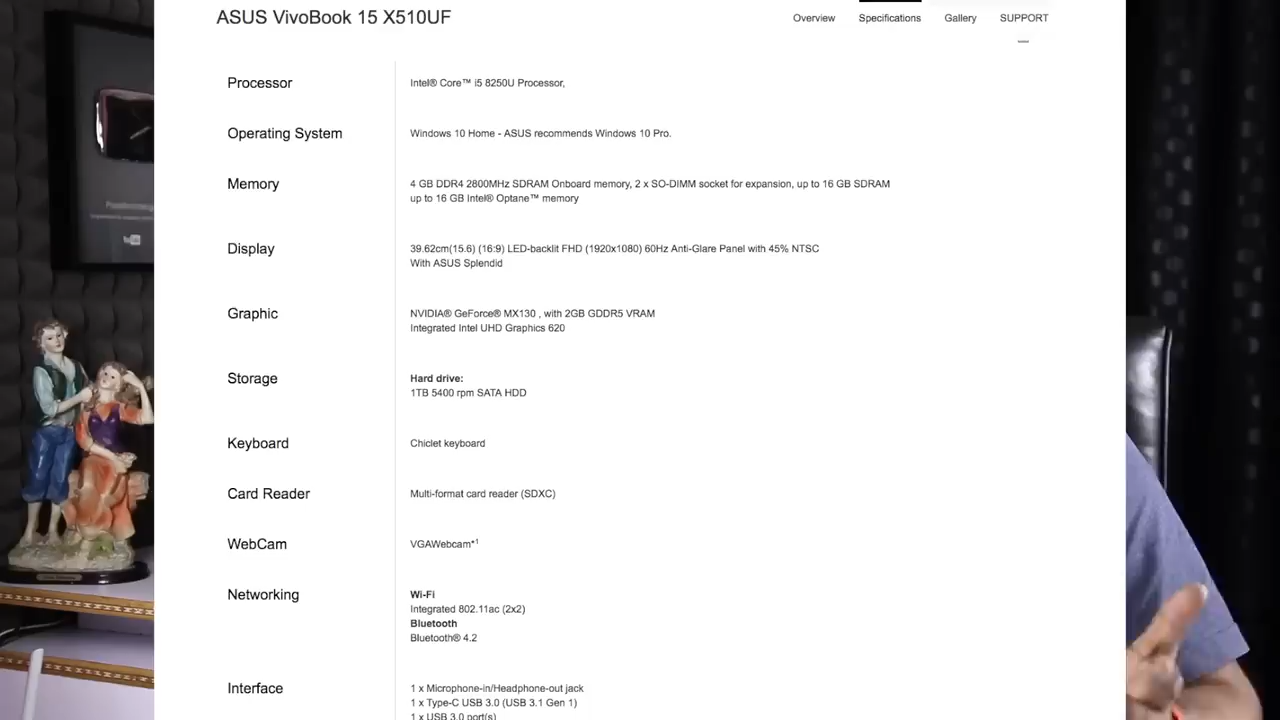 ASUS VivoBook 15 X510UF
Overview
Specifications
Gallery
SUPPORT
Processor
Intel® Core™ i5 8250U Processor,
Operating System
Windows 10 Home - ASUS recommends Windows 10 Pro.
Memory
4 GB DDR4 2800MHz SDRAM Onboard memory, 2 x SO-DIMM socket for expansion, up to 16 GB SDRAM
up to 16 GB Intel® Optane™ memory
Display
39.62cm(15.6) (16:9) LED-backlit FHD (1920x1080) 60Hz Anti-Glare Panel with 45% NTSC
With ASUS Splendid
Graphic
NVIDIA® GeForce® MX130 , with 2GB GDDR5 VRAM
Integrated Intel UHD Graphics 620
Storage
Hard drive:
1TB 5400 rpm SATA HDD
Keyboard
Chiclet keyboard
Card Reader
Multi-format card reader (SDXC)
WebCam
VGAWebcam*1
Networking
Wi-Fi
Integrated 802.11ac (2x2)
Bluetooth
Bluetooth® 4.2
Interface
1 x Microphone-in/Headphone-out jack
1 x Type-C USB 3.0 (USB 3.1 Gen 1)
1 x USB 3.0 port(s)